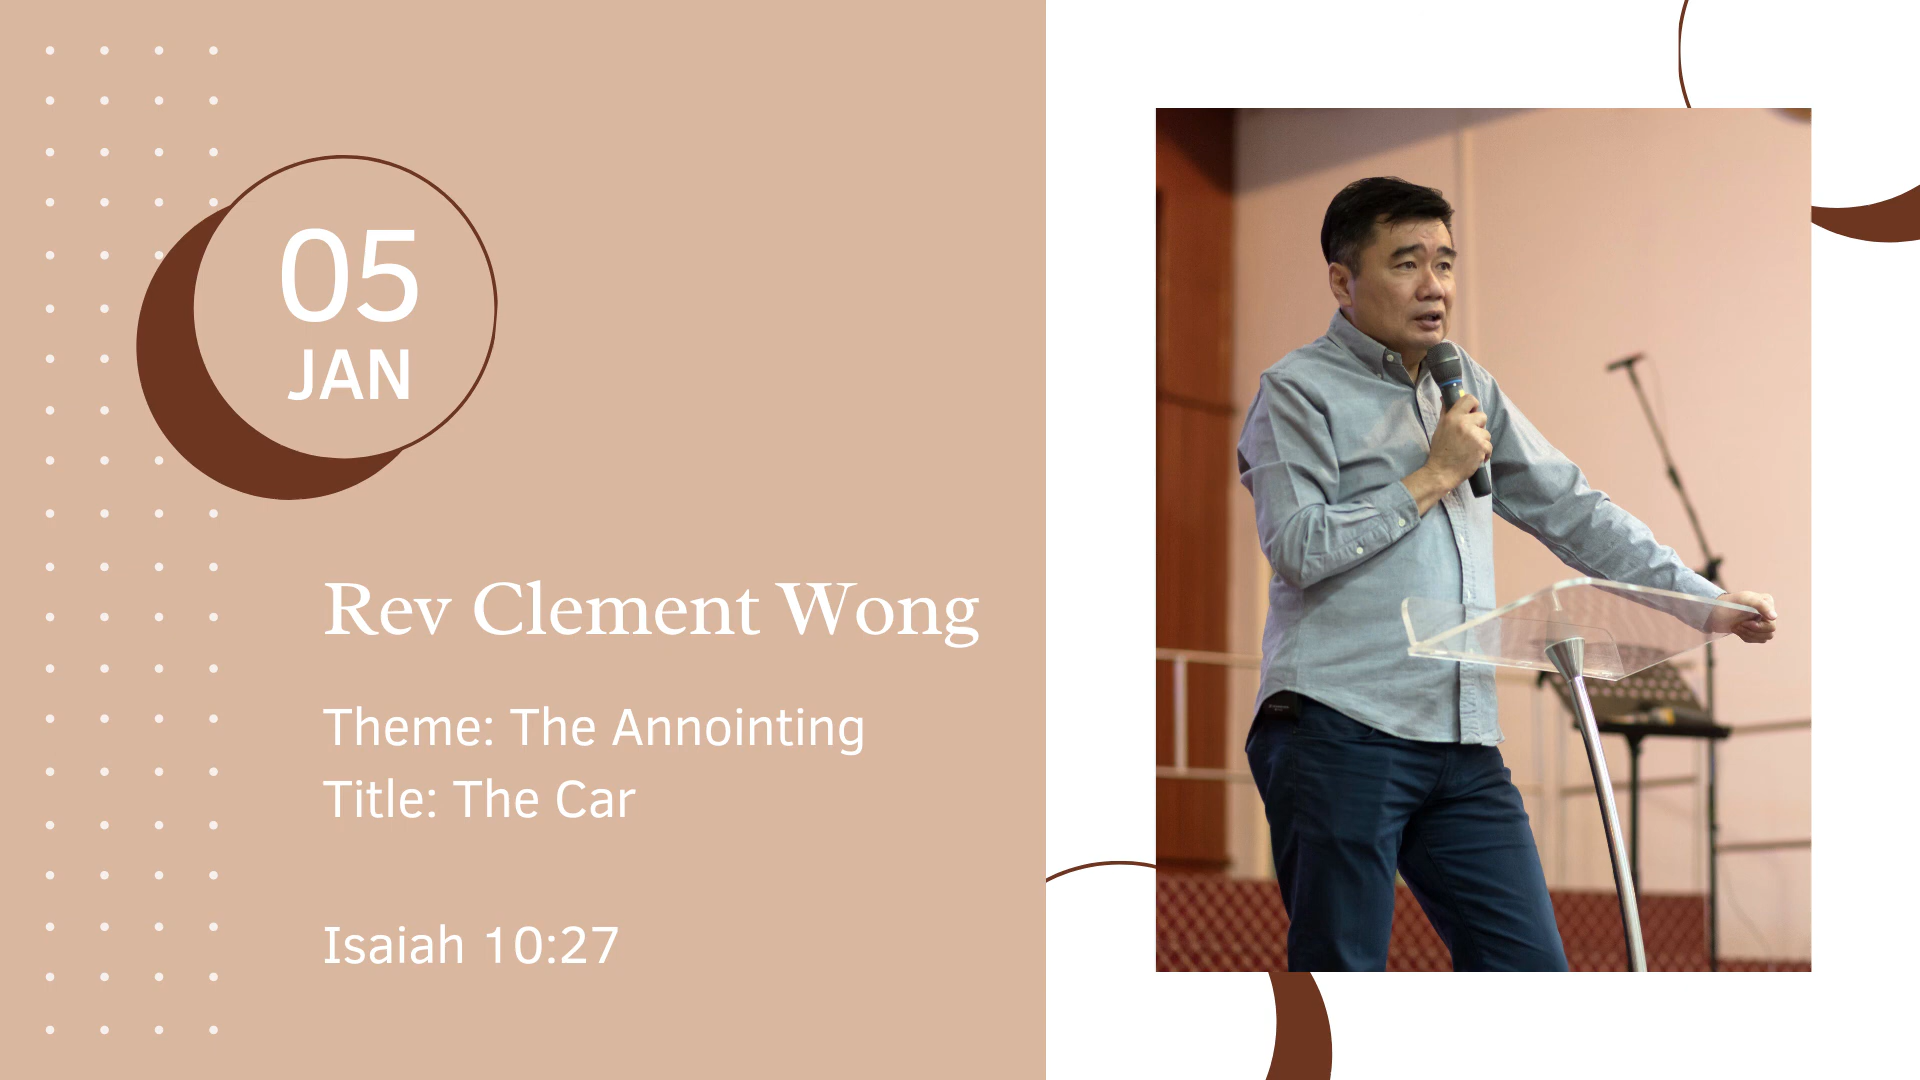 05
JAN
Rev Clement Wong
Theme: The Annointing
Title: The Car
Isaiah 10:27